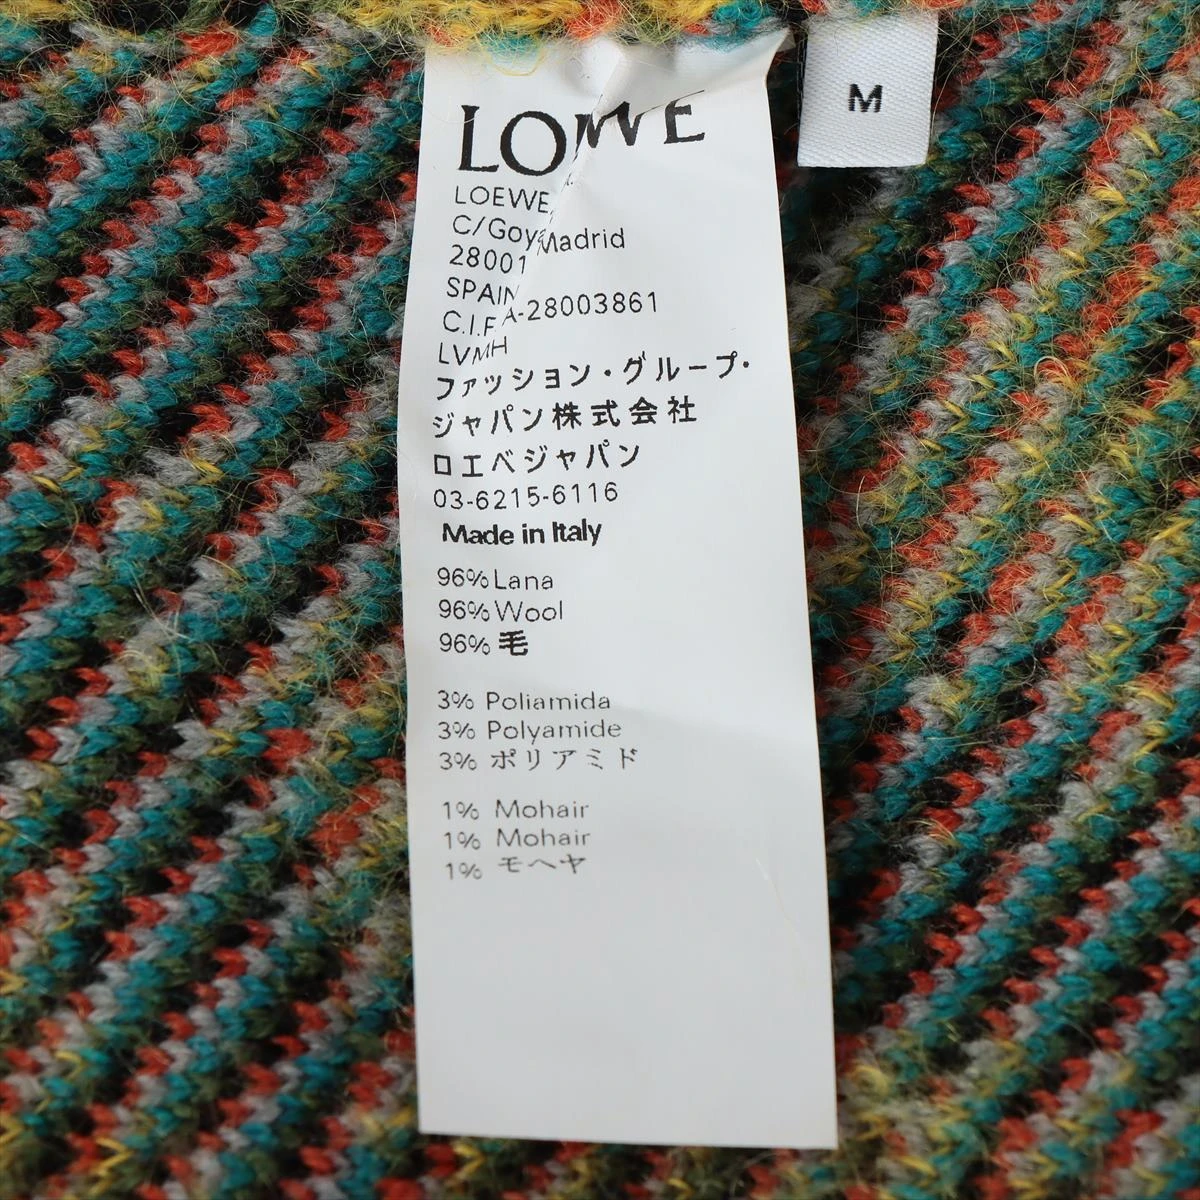 LOEWE
M
LOEWE
C/Goya Madrid
28001
SPAIN
C.I.F A-28003861
LVMH
ファッション・グループ・
ジャパン株式会社
ロエベジャパン
03-6215-6116
Made in Italy
96% Lana
96% Wool
96% 毛
3% Poliamida
3% Polyamide
3% ポリアミド
1% Mohair
1% Mohair
1% モヘヤ